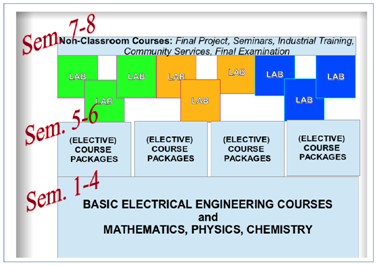 Sem. 7-8
Non-Classroom Courses: Final Project, Seminars, Industrial Training,
Community Services, Final Examination
LAB LAB LAB LAB LAB LAB
LAB LAB LAB
Sem. 5-6
(ELECTIVE) COURSE PACKAGES
(ELECTIVE) COURSE PACKAGES
(ELECTIVE) COURSE PACKAGES
(ELECTIVE) COURSE PACKAGES
Sem. 1-4
BASIC ELECTRICAL ENGINEERING COURSES
and
MATHEMATICS, PHYSICS, CHEMISTRY